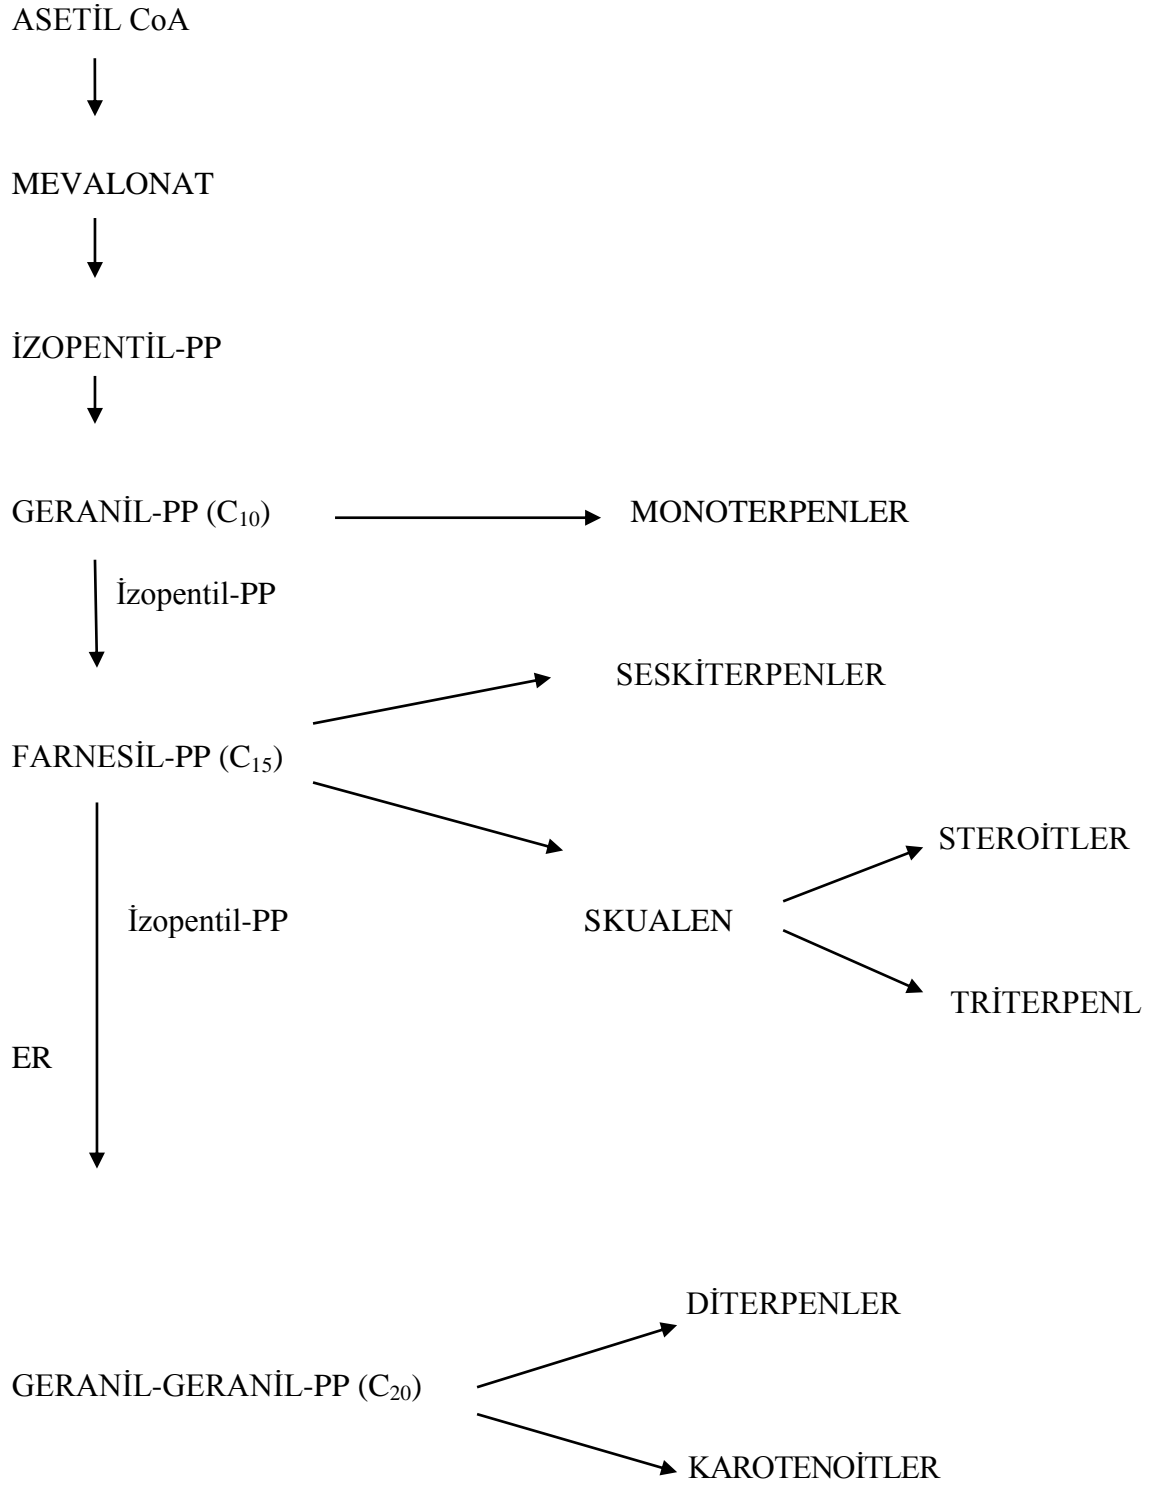 ASETİL CoA
MEVALONAT
İZOPENTİL-PP
GERANİL-PP (C₁₀) MONOTERPENLER
İzopentil-PP
SESKİTERPENLER
FARNESİL-PP (C₁₅)
STEROİTLER
İzopentil-PP SKUALEN
TRİTERPENL
ER
DİTERPENLER
GERANİL-GERANİL-PP (C₂₀)
KAROTENOİTLER